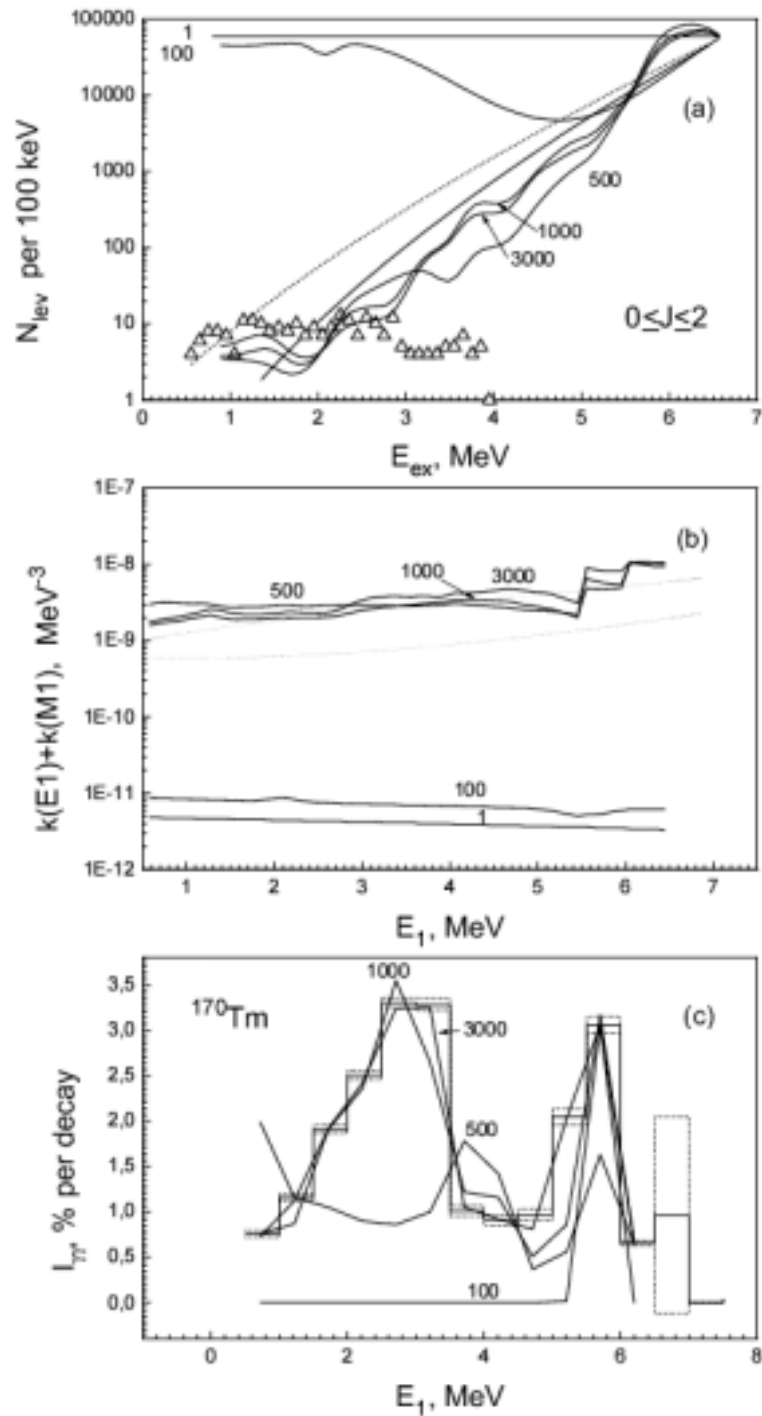 100000
10000
1000
100
10
1
1
100
(a)
500
1000
3000
0≤J≤2
0 1 2 3 4 5 6 7
N_lev per 100 keV
E_ex, MeV
1E-7
1E-8
1E-9
1E-10
1E-11
1E-12
(b)
500
1000
3000
100
1
1 2 3 4 5 6 7
k(E1)+k(M1), MeV⁻³
E₁, MeV
3,5
3,0
2,5
2,0
1,5
1,0
0,5
0,0
¹⁷⁰Tm
1000
(c)
3000
500
100
0 2 4 6 8
I_γγ, % per decay
E₁, MeV